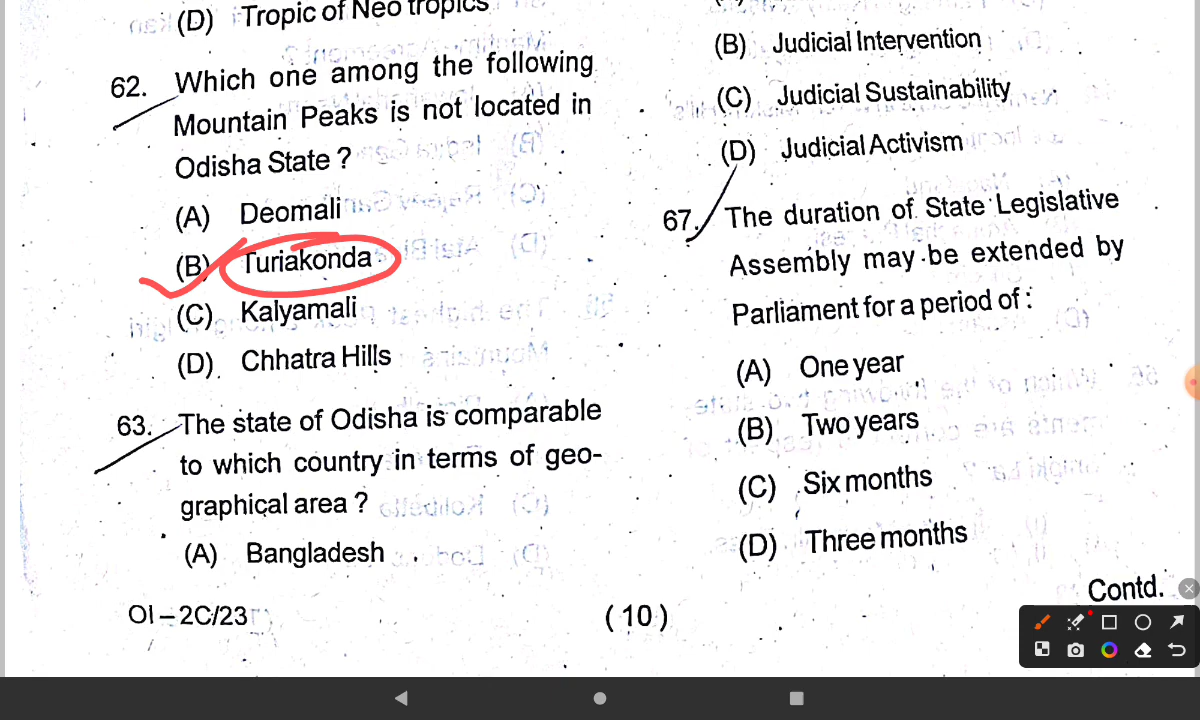 (D) Tropic of Neo tropics
62. Which one among the following
Mountain Peaks is not located in
Odisha State ?
(A) Deomali
(B) Turiakonda
(C) Kalyamali
(D) Chhatra Hills
63. The state of Odisha is comparable
to which country in terms of geo-
graphical area ?
(A) Bangladesh
OI – 2C/23
(10)
(B) Judicial Intervention
(C) Judicial Sustainability
(D) Judicial Activism
67. The duration of State Legislative
Assembly may be extended by
Parliament for a period of :
(A) One year
(B) Two years
(C) Six months
(D) Three months
Contd.